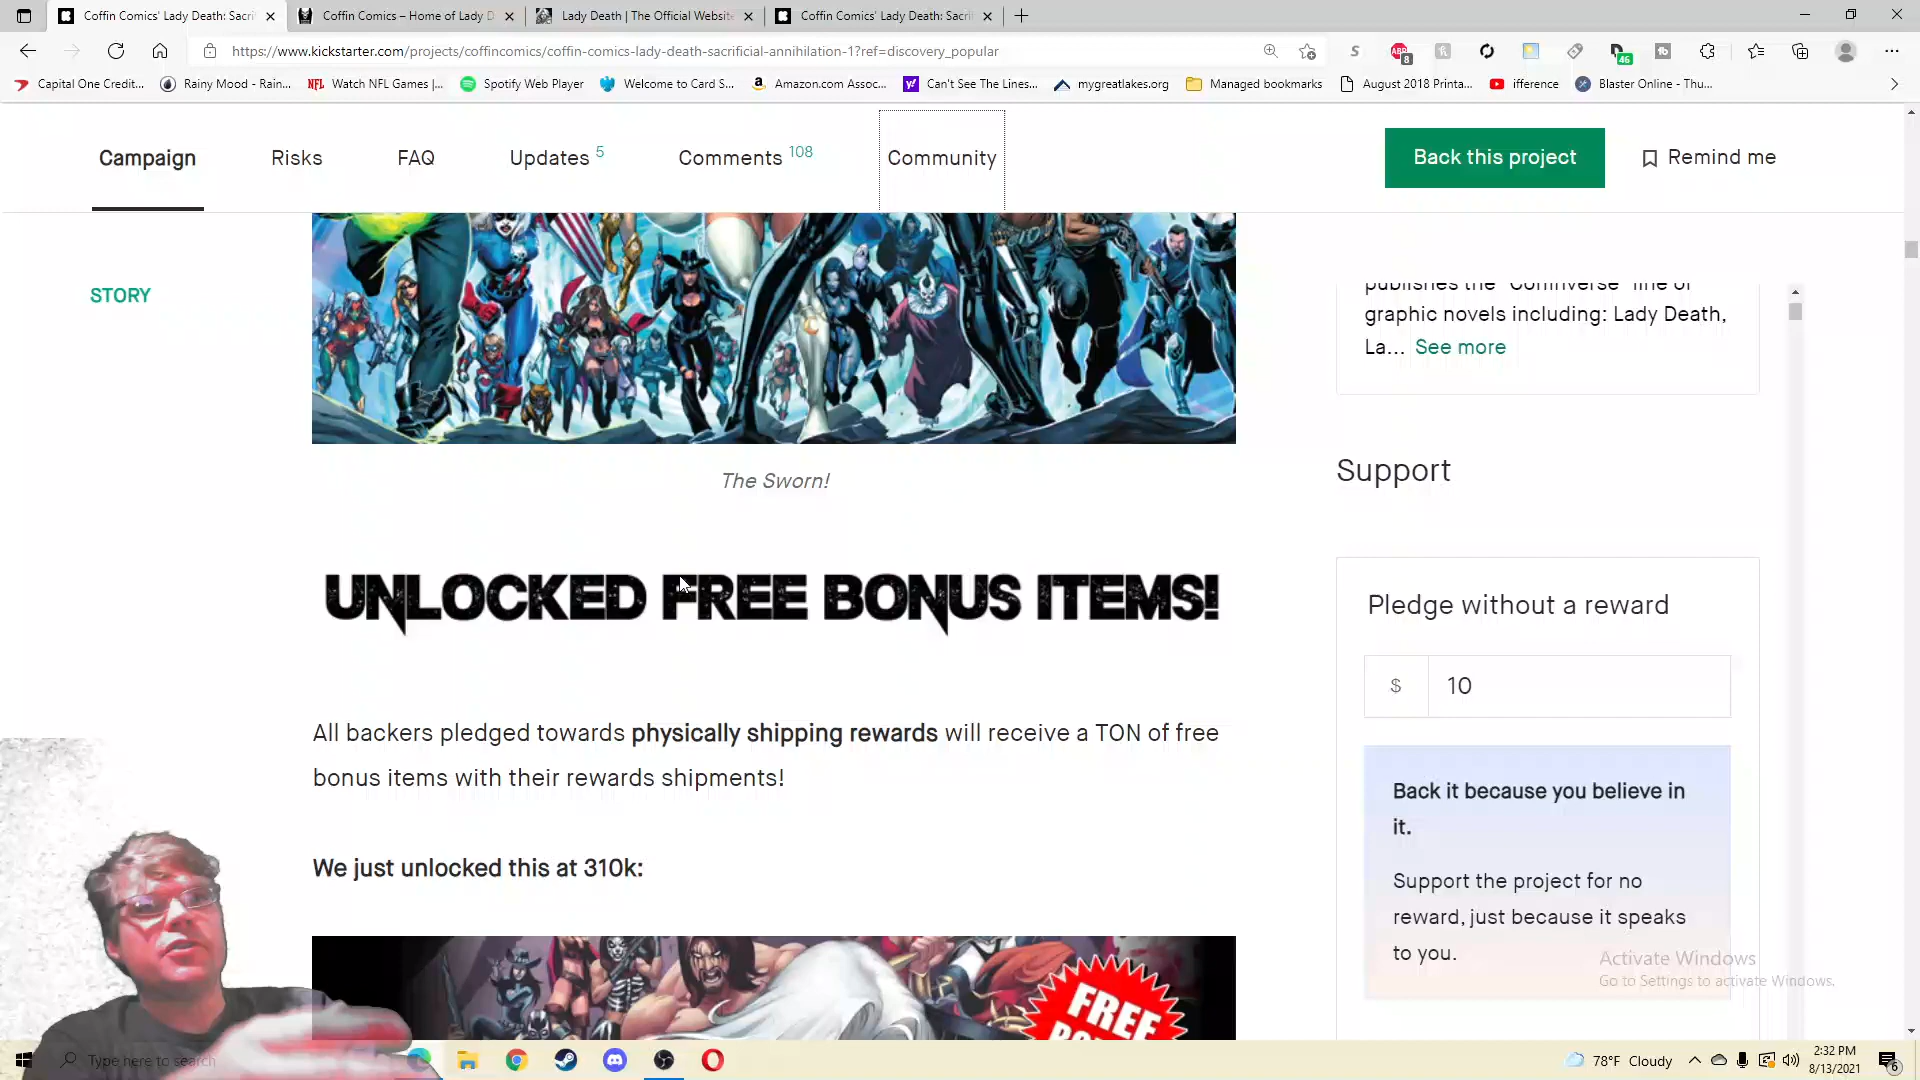 Coffin Comics' Lady Death: Sacri
Coffin Comics – Home of Lady D
Lady Death | The Official Website
Coffin Comics' Lady Death: Sacri
https://www.kickstarter.com/projects/coffincomics/coffin-comics-lady-death-sacrificial-annihilation-1?ref=discovery_popular
Capital One Credit...
Rainy Mood - Rain...
NFL
Watch NFL Games |...
Spotify Web Player
Welcome to Card S...
Amazon.com Assoc...
Can't See The Lines...
mygreatlakes.org
Managed bookmarks
August 2018 Printa...
ifference
Blaster Online - Thu...
Campaign
Risks
FAQ
Updates 5
Comments 108
Community
Back this project
Remind me
STORY
publishes the "Coffinverse" line of
graphic novels including: Lady Death,
La... See more
The Sworn!
UNLOCKED FREE BONUS ITEMS!
All backers pledged towards physically shipping rewards will receive a TON of free
bonus items with their rewards shipments!
We just unlocked this at 310k:
FREE
Support
Pledge without a reward
$ 10
Back it because you believe in
it.
Support the project for no
reward, just because it speaks
to you.
Activate Windows
Go to Settings to activate Windows.
Type here to search
78°F Cloudy
2:32 PM
8/13/2021
6